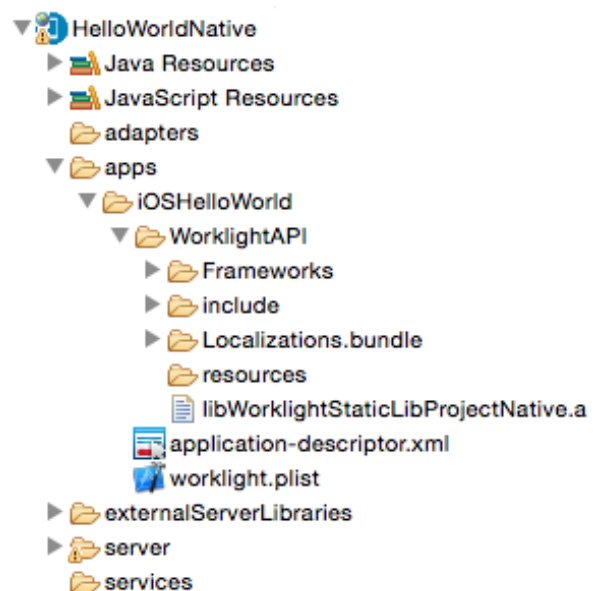 HelloWorldNative
Java Resources
JavaScript Resources
adapters
apps
iOSHelloWorld
WorklightAPI
Frameworks
include
Localizations.bundle
resources
libWorklightStaticLibProjectNative.a
application-descriptor.xml
worklight.plist
externalServerLibraries
server
services